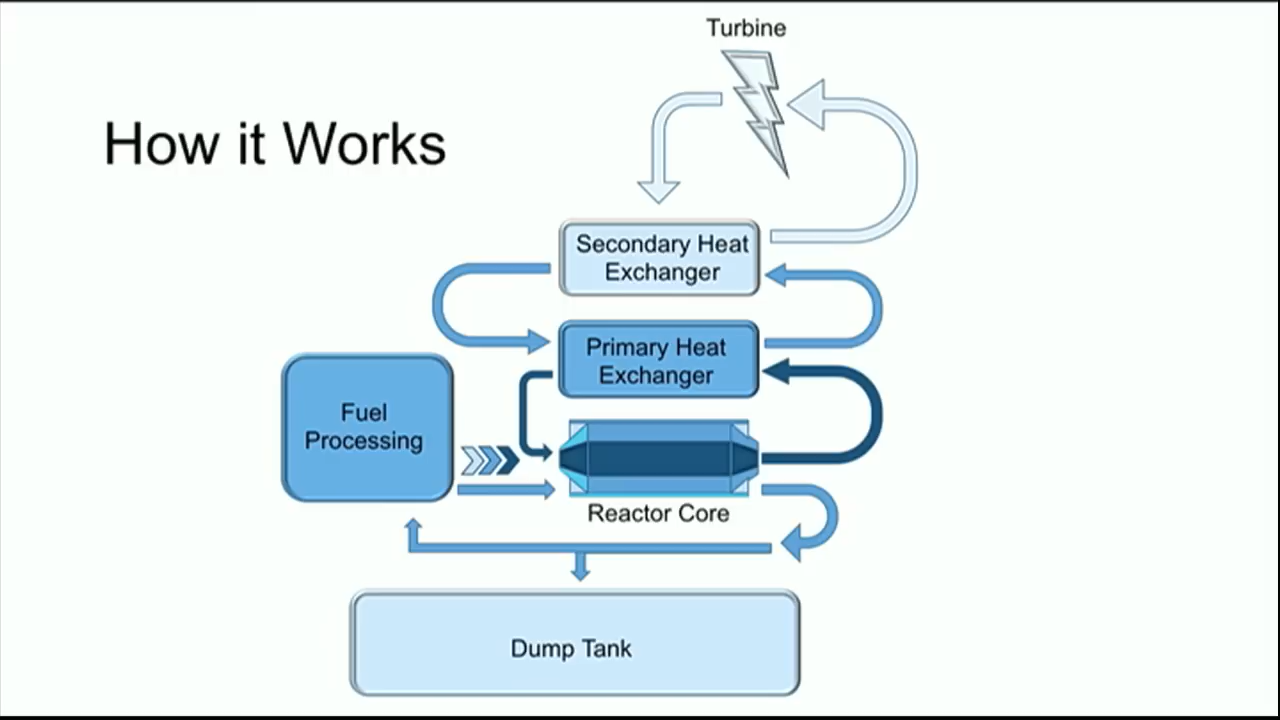 Turbine
How it Works
Secondary Heat
Exchanger
Primary Heat
Exchanger
Fuel
Processing
Reactor Core
Dump Tank